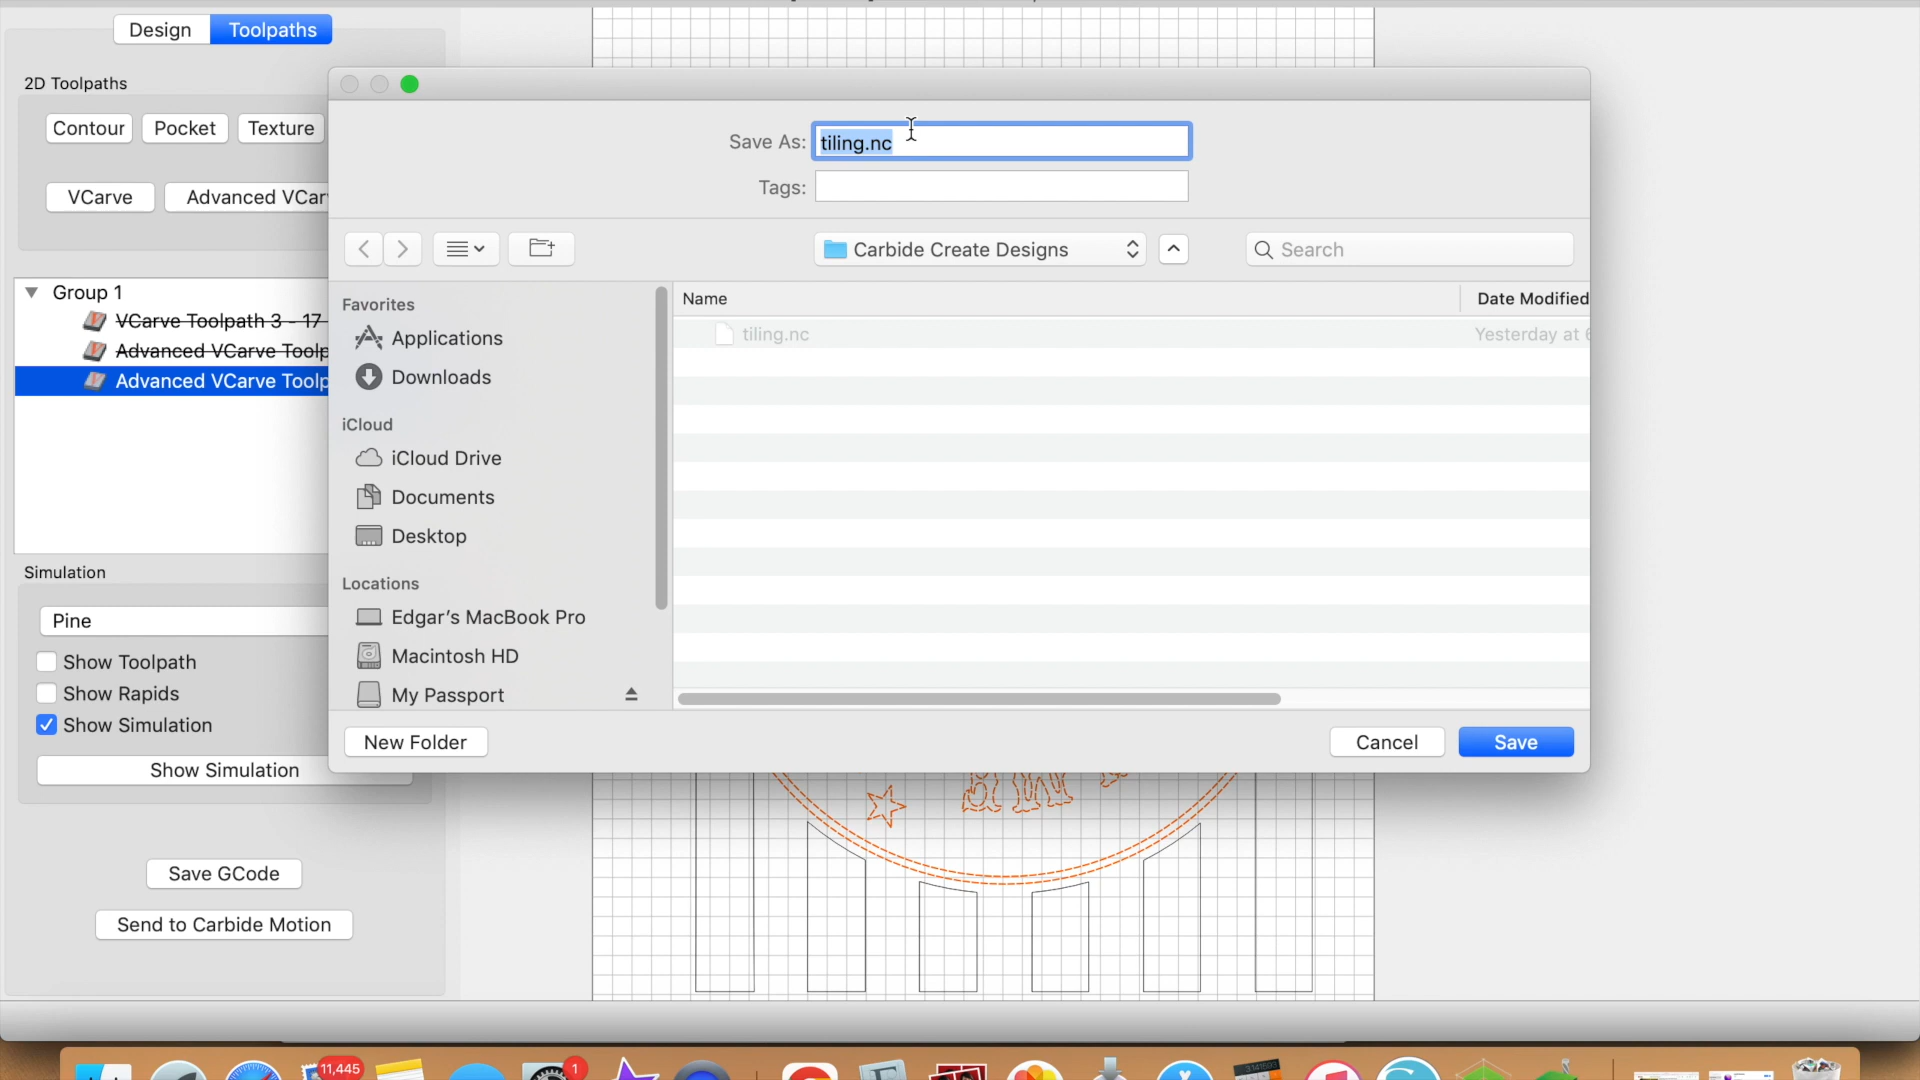 Design Toolpaths
2D Toolpaths
Contour Pocket Texture
VCarve Advanced VCar
Group 1
VCarve Toolpath 3 - 17
Advanced VCarve Toolp
Advanced VCarve Toolp
Simulation
Pine
Show Toolpath
Show Rapids
Show Simulation
Show Simulation
Save GCode
Send to Carbide Motion
Save As: tiling.nc
Tags:
Carbide Create Designs
Search
Favorites
Applications
Downloads
iCloud
iCloud Drive
Documents
Desktop
Locations
Edgar's MacBook Pro
Macintosh HD
My Passport
Name Date Modified
tiling.nc Yesterday at 6
New Folder Cancel Save
11,445
1